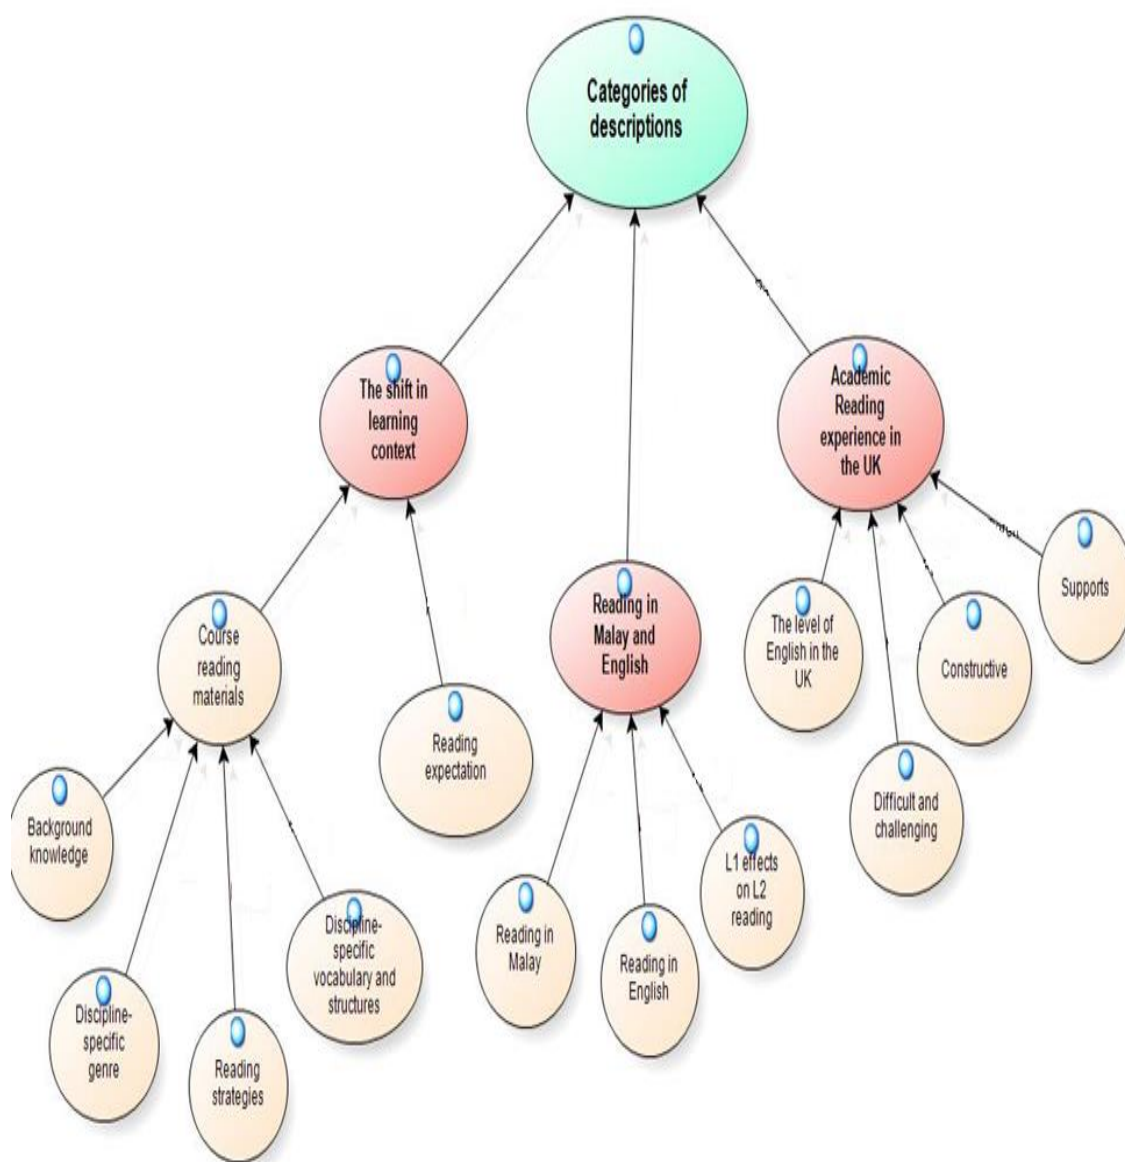 Categories of
descriptions
The shift in
learning
context
Academic
Reading
experience in
the UK
Reading in
Malay and
English
Course
reading
materials
Reading
expectation
The level of
English in the
UK
Constructive
Supports
Difficult and
challenging
Background
knowledge
Discipline-
specific
genre
Reading
strategies
Discipline-
specific
vocabulary and
structures
Reading in
Malay
Reading in
English
L1 effects
on L2
reading